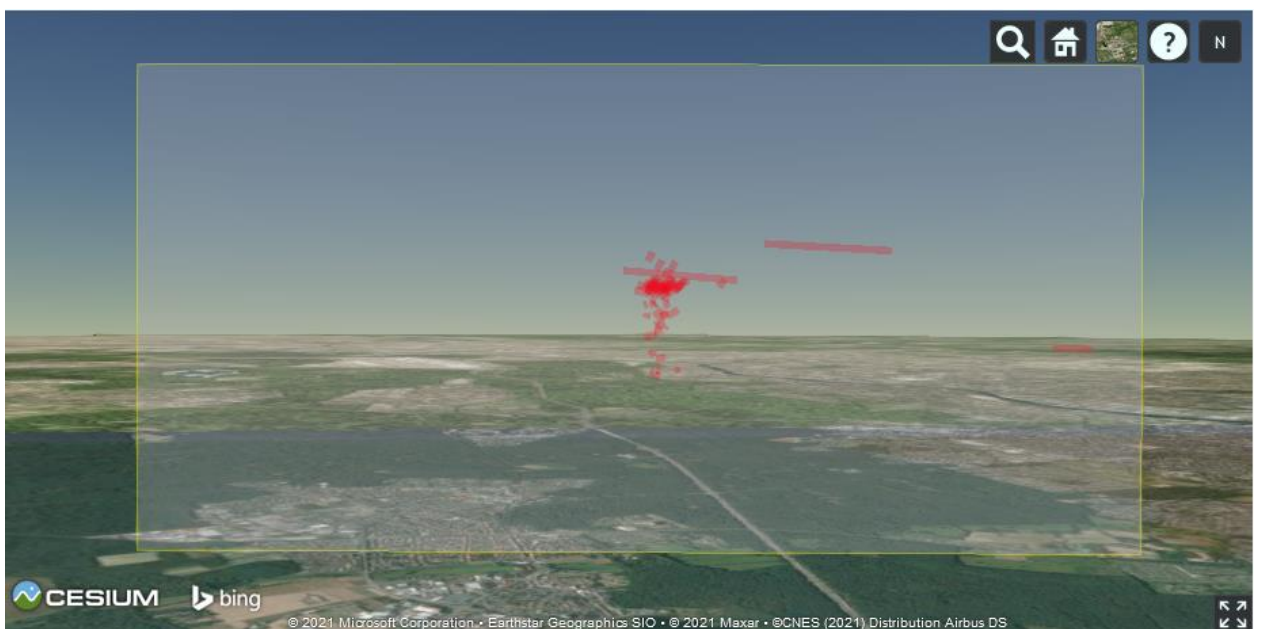 ?
N
CESIUM
bing
© 2021 Microsoft Corporation • Earthstar Geographics SIO • © 2021 Maxar • ©CNES (2021) Distribution Airbus DS